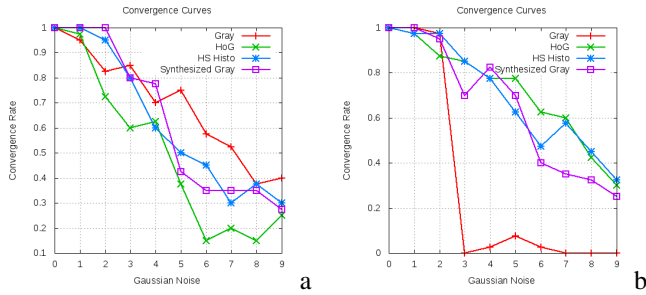 Convergence Curves
Gray
HoG
HS Histo
Synthesized Gray
Convergence Rate
1
0.9
0.8
0.7
0.6
0.5
0.4
0.3
0.2
0.1
0 1 2 3 4 5 6 7 8 9
Gaussian Noise
a
Convergence Curves
Gray
HoG
HS Histo
Synthesized Gray
Convergence Rate
1
0.8
0.6
0.4
0.2
0
0 1 2 3 4 5 6 7 8 9
Gaussian Noise
b